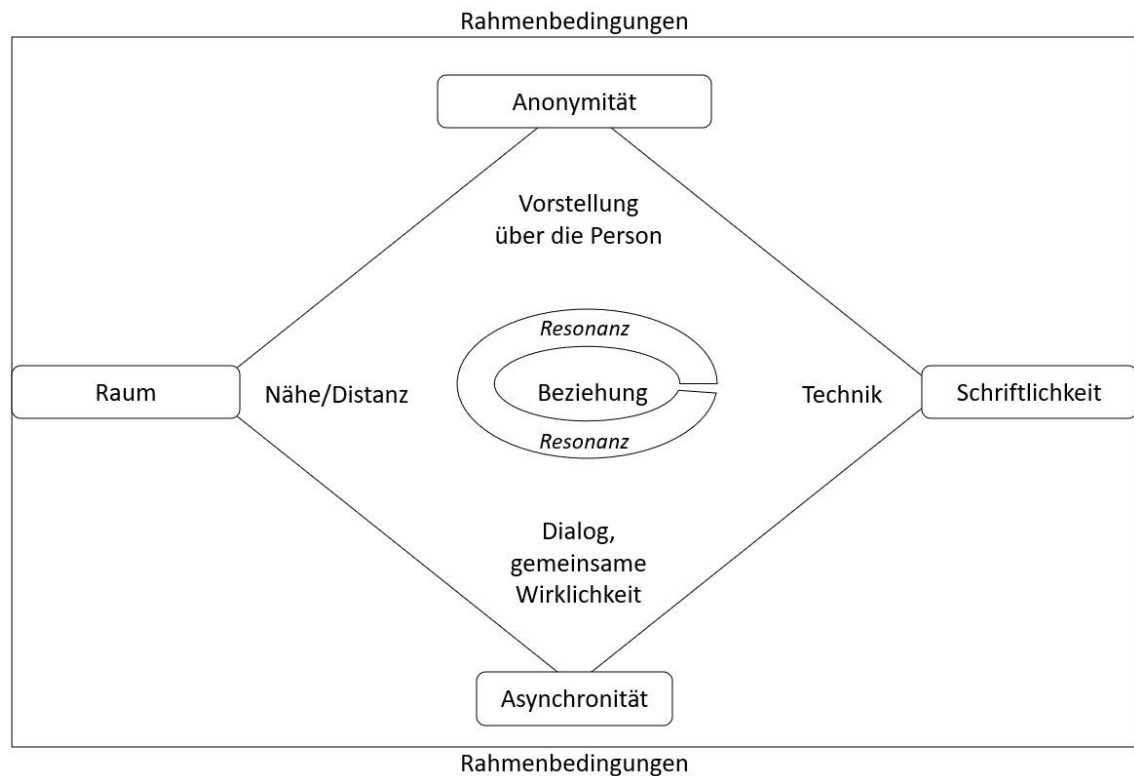 Rahmenbedingungen
Anonymität
Vorstellung
über die Person
Resonanz
Raum
Nähe/Distanz
Beziehung
Technik
Schriftlichkeit
Resonanz
Dialog,
gemeinsame
Wirklichkeit
Asynchronität
Rahmenbedingungen